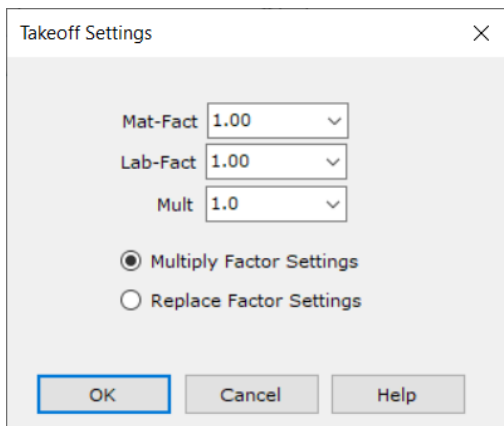 Takeoff Settings
Mat-Fact 1.00
Lab-Fact 1.00
Mult 1.0
Multiply Factor Settings
Replace Factor Settings
OK Cancel Help